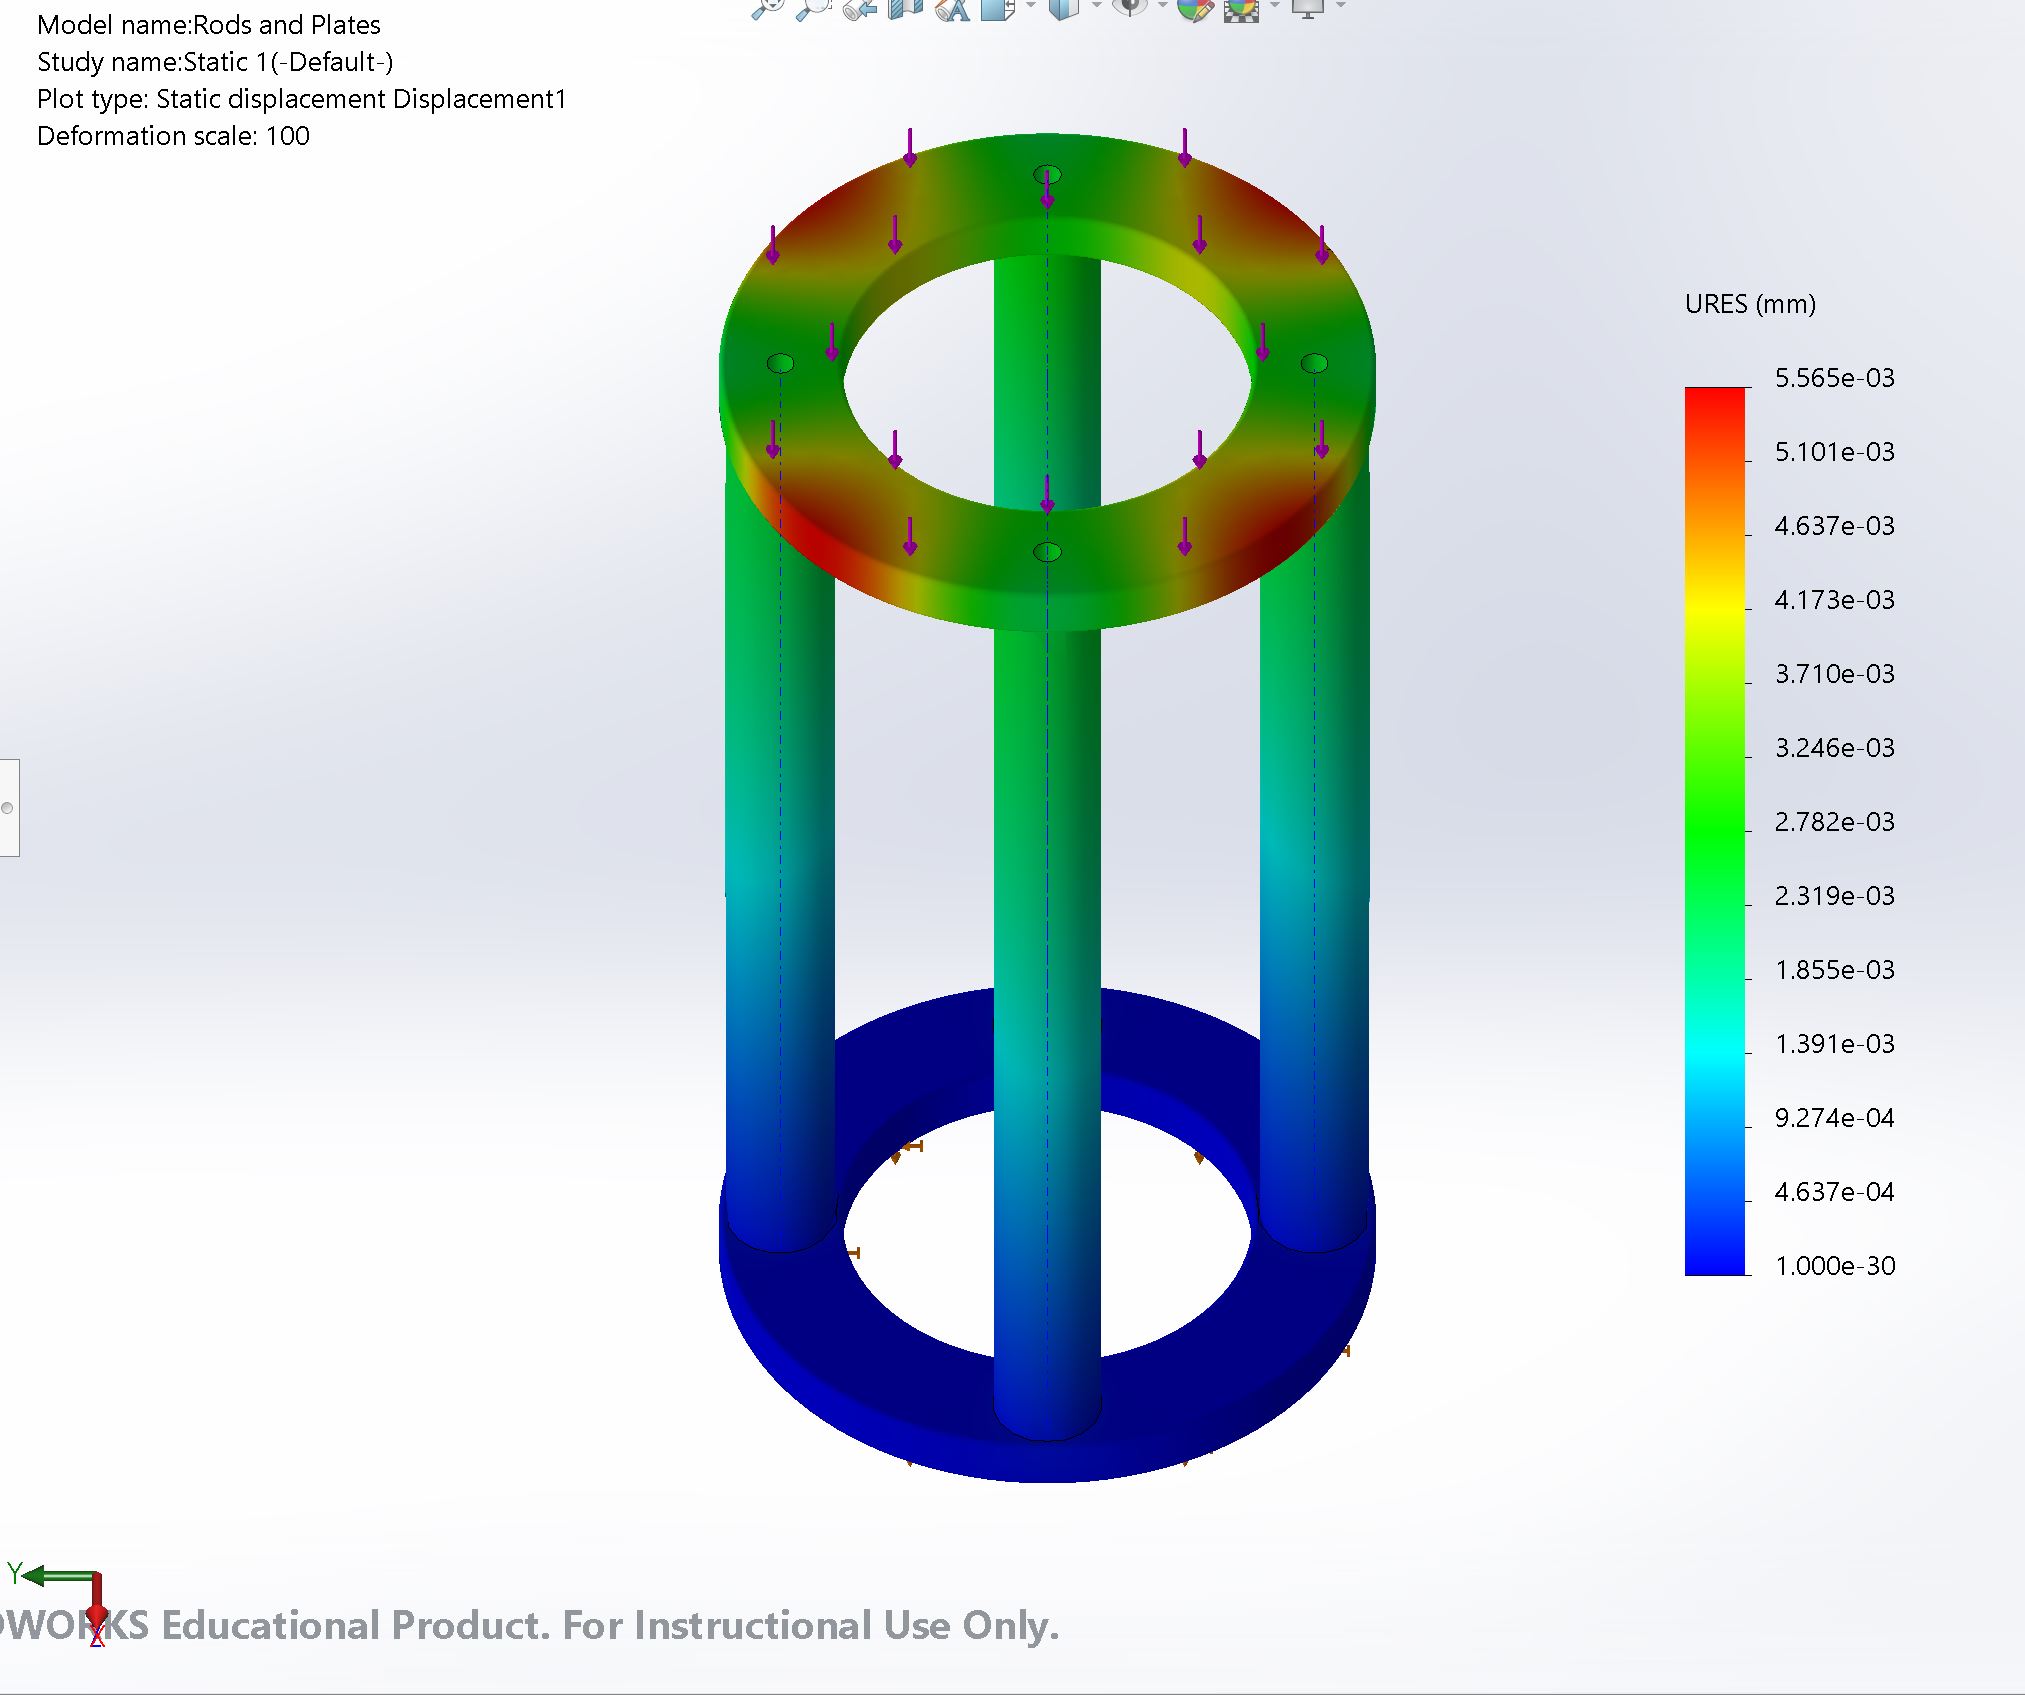 Model name:Rods and Plates
Study name:Static 1(-Default-)
Plot type: Static displacement Displacement1
Deformation scale: 100
URES (mm)
5.565e-03
5.101e-03
4.637e-03
4.173e-03
3.710e-03
3.246e-03
2.782e-03
2.319e-03
1.855e-03
1.391e-03
9.274e-04
4.637e-04
1.000e-30
Y
WORKS Educational Product. For Instructional Use Only.